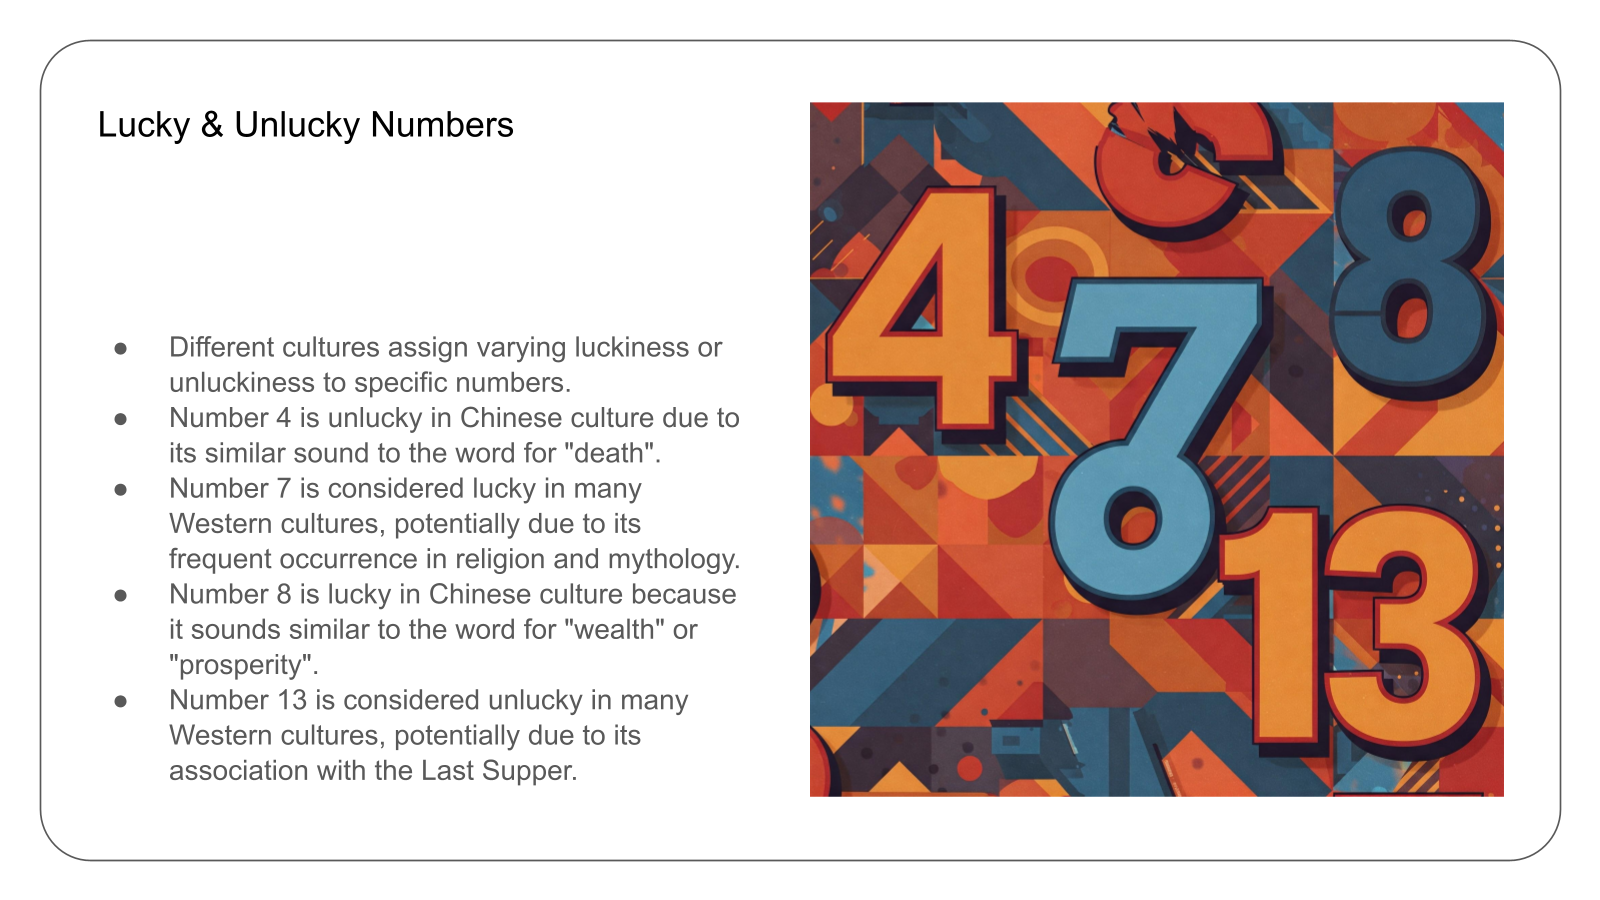 Lucky & Unlucky Numbers
● Different cultures assign varying luckiness or
unluckiness to specific numbers.
● Number 4 is unlucky in Chinese culture due to
its similar sound to the word for "death".
● Number 7 is considered lucky in many
Western cultures, potentially due to its
frequent occurrence in religion and mythology.
● Number 8 is lucky in Chinese culture because
it sounds similar to the word for "wealth" or
"prosperity".
● Number 13 is considered unlucky in many
Western cultures, potentially due to its
association with the Last Supper.
4
8
7
13